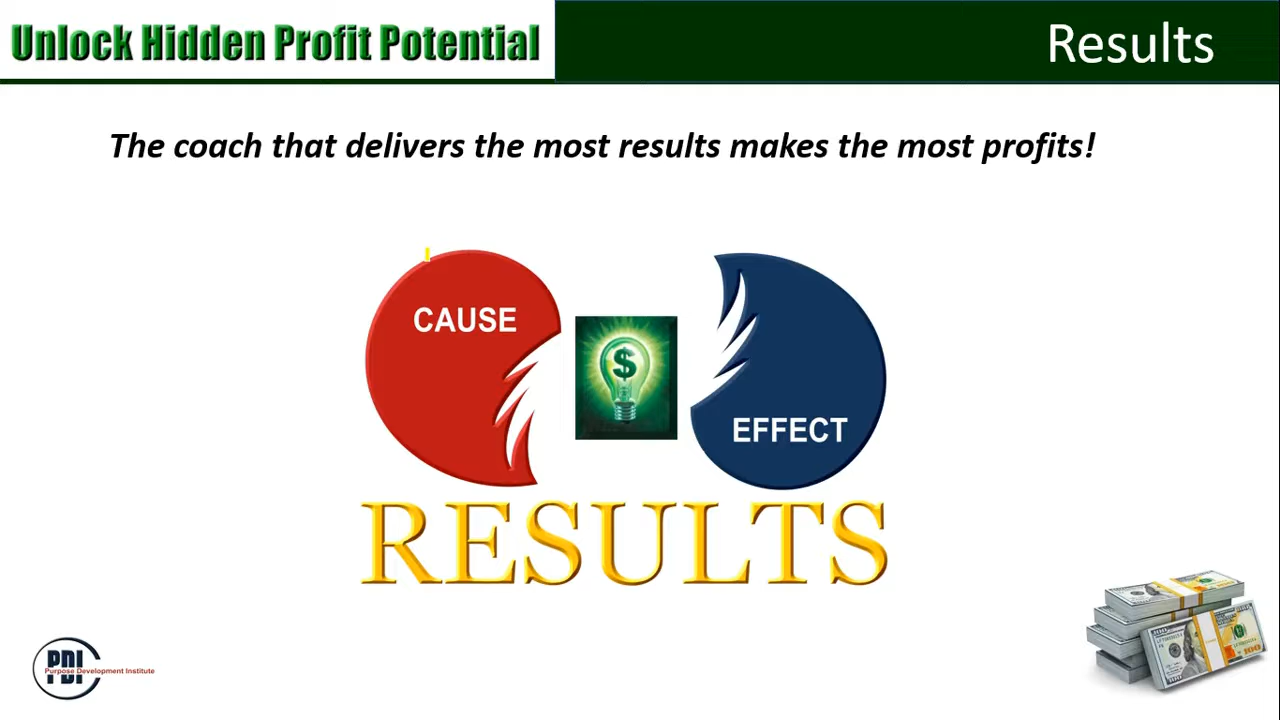 Unlock Hidden Profit Potential
Results
The coach that delivers the most results makes the most profits!
CAUSE
$
EFFECT
RESULTS
PDI
Purpose Development Institute
100